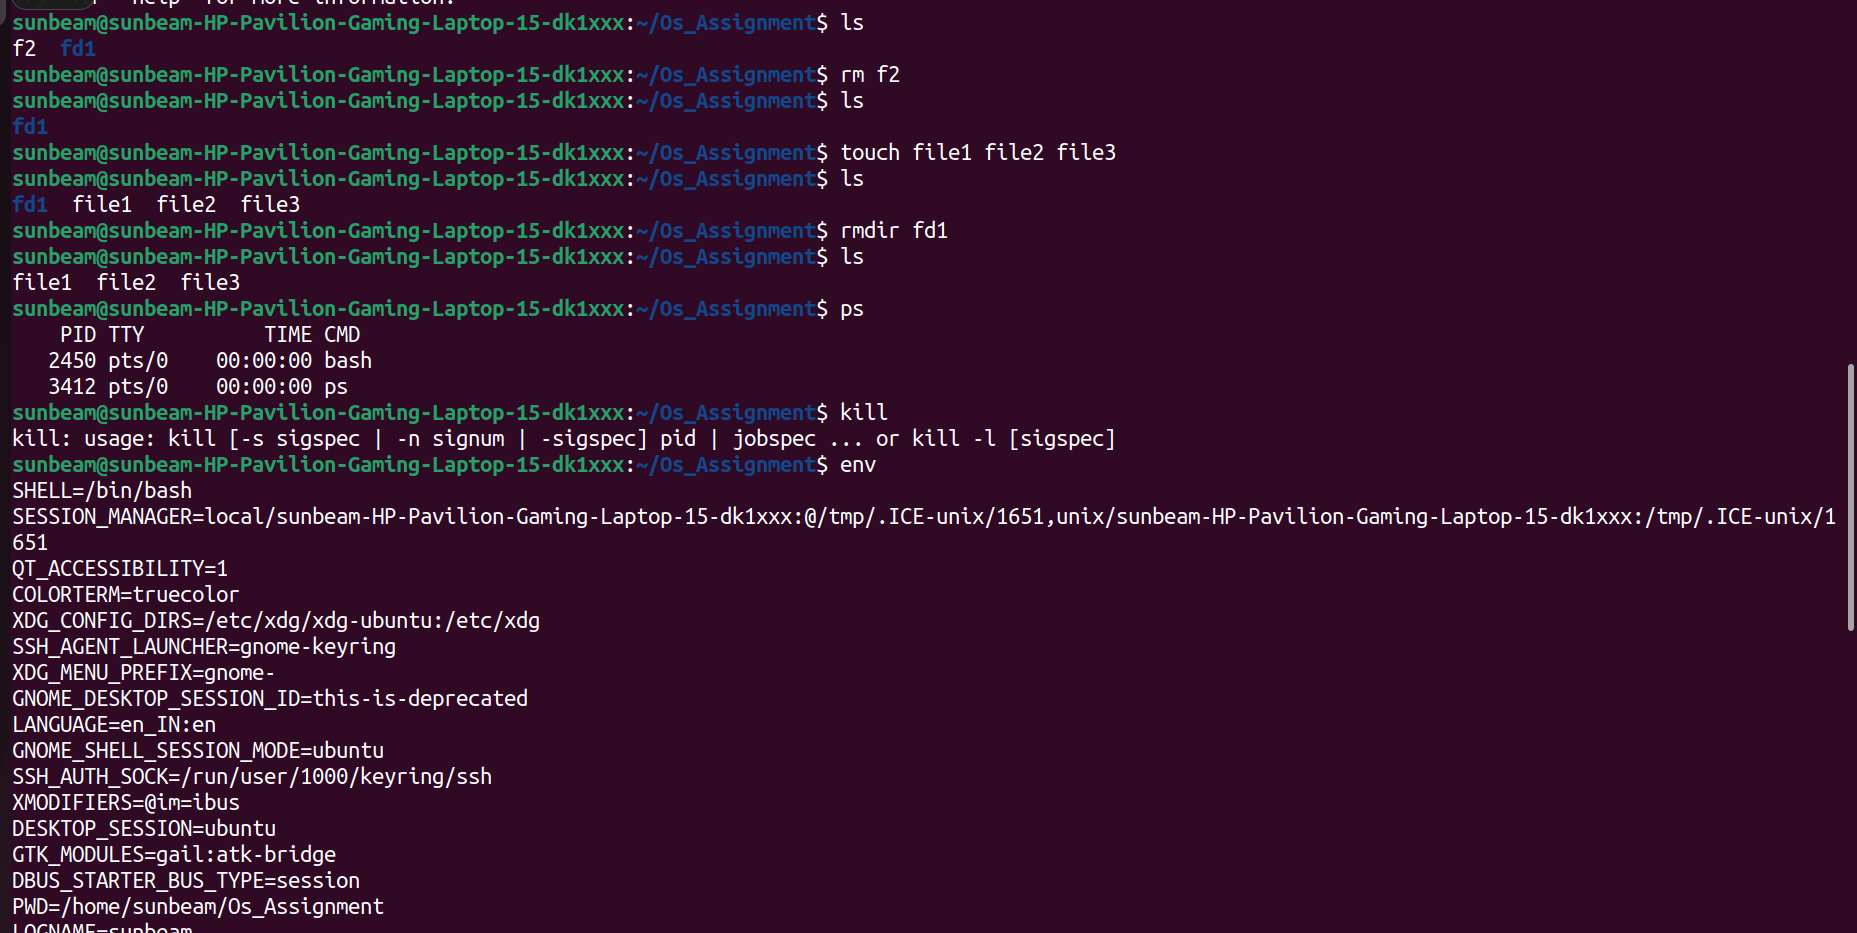 help' for more information.
sunbeam@sunbeam-HP-Pavilion-Gaming-Laptop-15-dk1xxx:~/Os_Assignment$ ls
f2  fd1
sunbeam@sunbeam-HP-Pavilion-Gaming-Laptop-15-dk1xxx:~/Os_Assignment$ rm f2
sunbeam@sunbeam-HP-Pavilion-Gaming-Laptop-15-dk1xxx:~/Os_Assignment$ ls
fd1
sunbeam@sunbeam-HP-Pavilion-Gaming-Laptop-15-dk1xxx:~/Os_Assignment$ touch file1 file2 file3
sunbeam@sunbeam-HP-Pavilion-Gaming-Laptop-15-dk1xxx:~/Os_Assignment$ ls
fd1  file1  file2  file3
sunbeam@sunbeam-HP-Pavilion-Gaming-Laptop-15-dk1xxx:~/Os_Assignment$ rmdir fd1
sunbeam@sunbeam-HP-Pavilion-Gaming-Laptop-15-dk1xxx:~/Os_Assignment$ ls
file1  file2  file3
sunbeam@sunbeam-HP-Pavilion-Gaming-Laptop-15-dk1xxx:~/Os_Assignment$ ps
    PID TTY          TIME CMD
   2450 pts/0    00:00:00 bash
   3412 pts/0    00:00:00 ps
sunbeam@sunbeam-HP-Pavilion-Gaming-Laptop-15-dk1xxx:~/Os_Assignment$ kill
kill: usage: kill [-s sigspec | -n signum | -sigspec] pid | jobspec ... or kill -l [sigspec]
sunbeam@sunbeam-HP-Pavilion-Gaming-Laptop-15-dk1xxx:~/Os_Assignment$ env
SHELL=/bin/bash
SESSION_MANAGER=local/sunbeam-HP-Pavilion-Gaming-Laptop-15-dk1xxx:@/tmp/.ICE-unix/1651,unix/sunbeam-HP-Pavilion-Gaming-Laptop-15-dk1xxx:/tmp/.ICE-unix/1
651
QT_ACCESSIBILITY=1
COLORTERM=truecolor
XDG_CONFIG_DIRS=/etc/xdg/xdg-ubuntu:/etc/xdg
SSH_AGENT_LAUNCHER=gnome-keyring
XDG_MENU_PREFIX=gnome-
GNOME_DESKTOP_SESSION_ID=this-is-deprecated
LANGUAGE=en_IN:en
GNOME_SHELL_SESSION_MODE=ubuntu
SSH_AUTH_SOCK=/run/user/1000/keyring/ssh
XMODIFIERS=@im=ibus
DESKTOP_SESSION=ubuntu
GTK_MODULES=gail:atk-bridge
DBUS_STARTER_BUS_TYPE=session
PWD=/home/sunbeam/Os_Assignment
LOGNAME=sunbeam